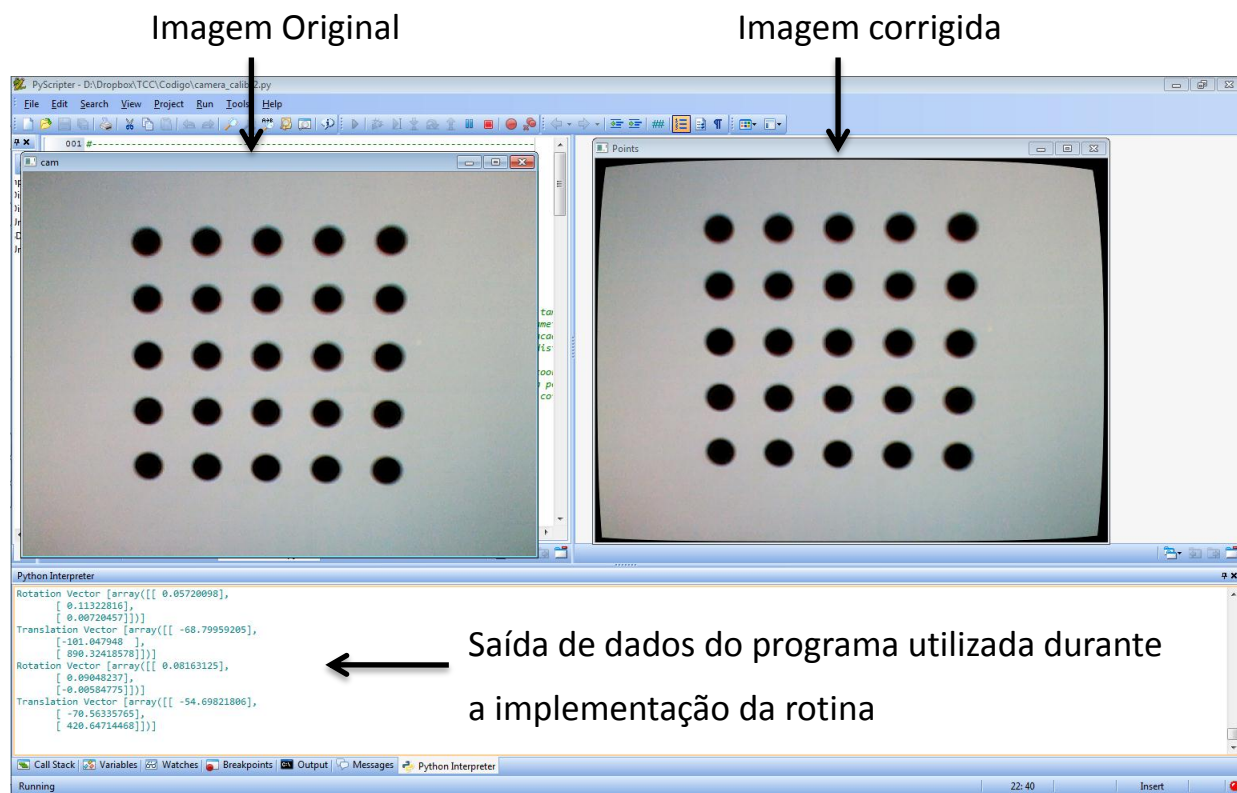 Imagem Original
Imagem corrigida
PyScripter - D:\Dropbox\TCC\Codigo\camera_calib2.py
File Edit Search View Project Run Tools Help
001 #-----------------------------------------------------------------------
cam
Points
Python Interpreter
Rotation Vector [array([[ 0.05720098],
[ 0.11322816],
[ 0.00720457]])]
Translation Vector [array([[ -68.79959205],
[-101.047948 ],
[ 890.32418578]])]
Rotation Vector [array([[ 0.08163125],
[ 0.09048237],
[-0.00584775]])]
Translation Vector [array([[ -54.69821806],
[ -70.56335765],
[ 420.64714468]])]
Saída de dados do programa utilizada durante
a implementação da rotina
Call Stack Variables Watches Breakpoints Output Messages Python Interpreter
Running 22: 40 Insert